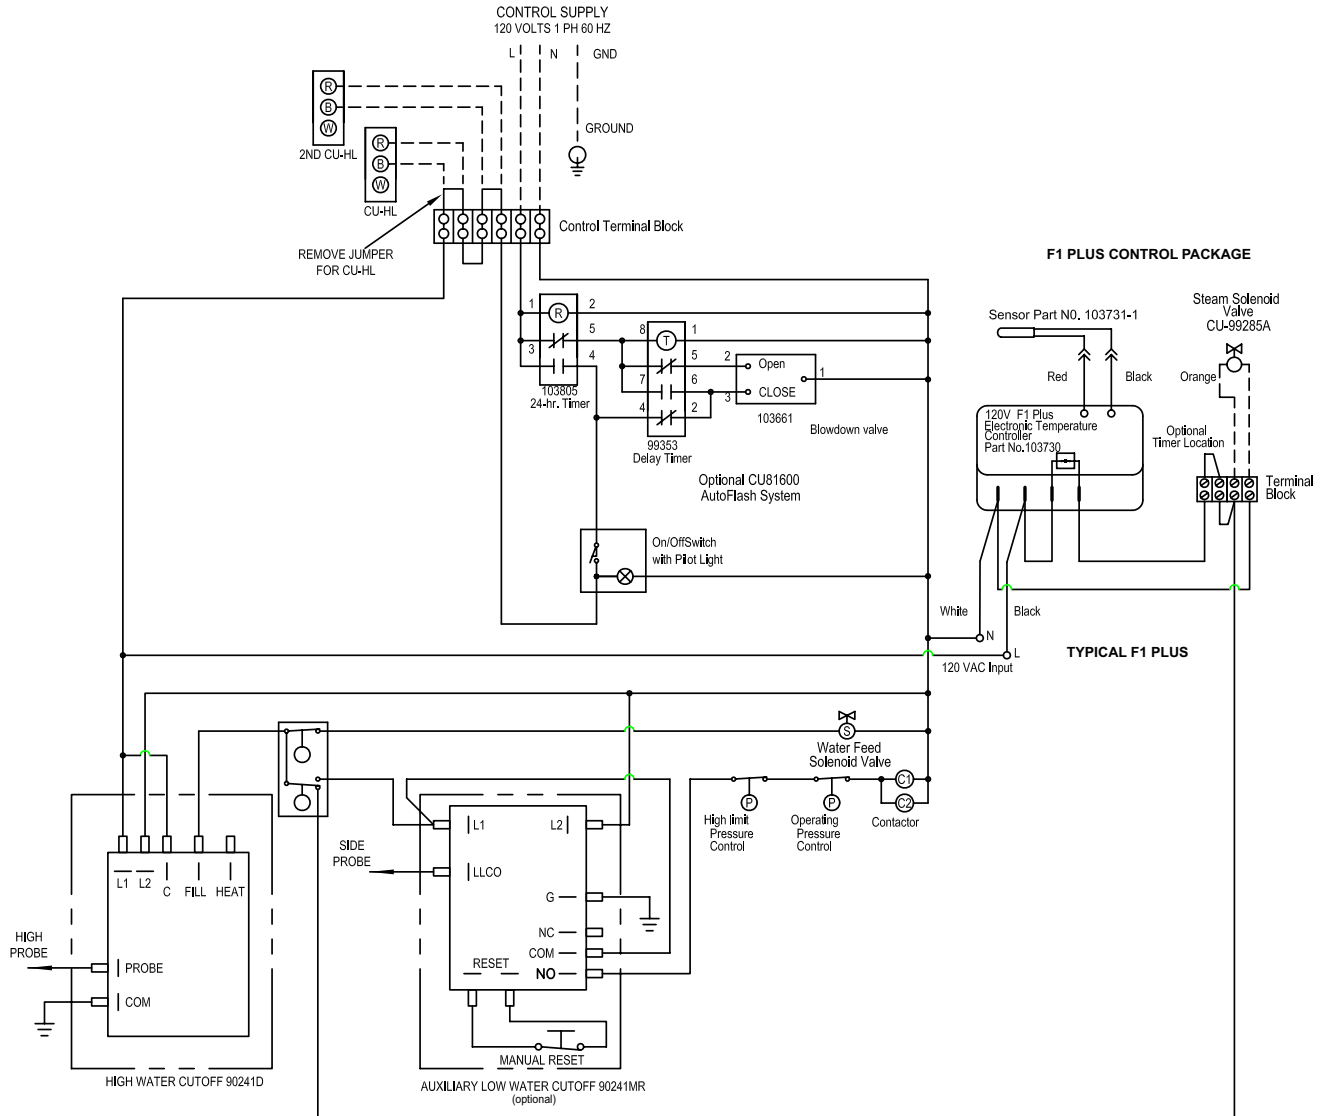 CONTROL SUPPLY
120 VOLTS 1 PH 60 HZ
L
N
GND
GROUND
R
B
W
2ND CU-HL
R
B
W
CU-HL
REMOVE JUMPER
FOR CU-HL
Control Terminal Block
F1 PLUS CONTROL PACKAGE
Steam Solenoid
Valve
CU-99285A
Sensor Part N0. 103731-1
Red
Black
Orange
1
R
2
3
5
4
103805
24-hr. Timer
8
T
1
5
7
6
4
2
99353
Delay Timer
2
Open
1
3
CLOSE
103661
Blowdown valve
120V F1 Plus
Electronic Temperature
Controller
Part No.103730
Optional
Timer Location
Terminal
Block
Optional CU81600
AutoFlash System
On/OffSwitch
with Pilot Light
White
Black
N
L
120 VAC Input
TYPICAL F1 PLUS
S
Water Feed
Solenoid Valve
P
High limit
Pressure
Control
P
Operating
Pressure
Control
C1
C2
Contactor
L1
L2
C
FILL
HEAT
HIGH
PROBE
PROBE
COM
HIGH WATER CUTOFF 90241D
SIDE
PROBE
L1
L2
LLCO
G
NC
COM
NO
RESET
MANUAL RESET
AUXILIARY LOW WATER CUTOFF 90241MR
(optional)